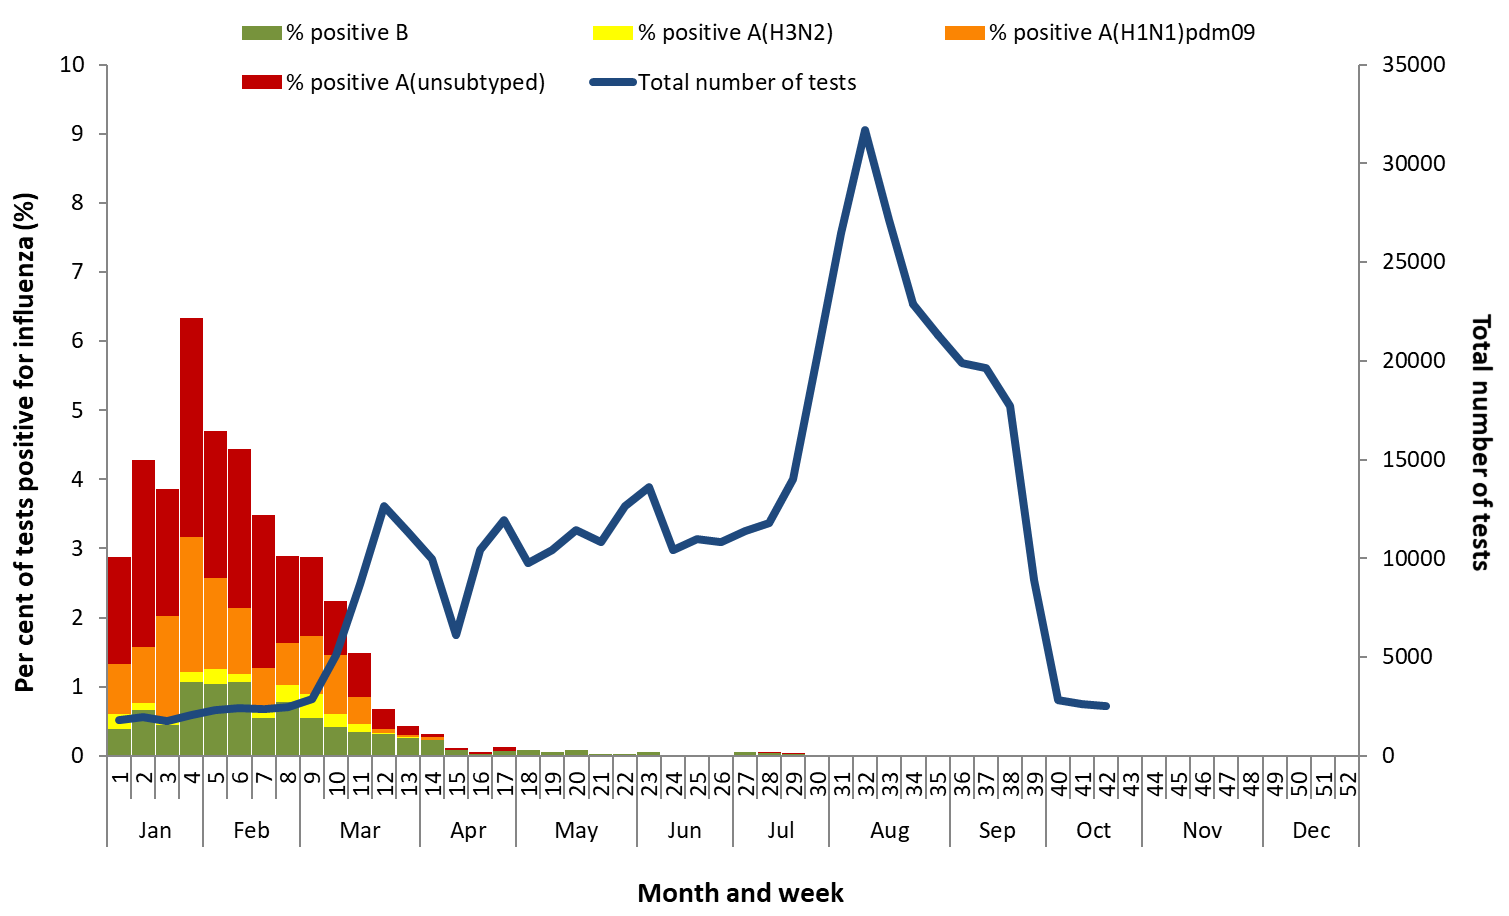 % positive B
% positive A(H3N2)
% positive A(H1N1)pdm09
% positive A(unsubtyped)
Total number of tests
Per cent of tests positive for influenza (%)
10
9
8
7
6
5
4
3
2
1
0
35000
30000
25000
20000
15000
10000
5000
0
Total number of tests
1 2 3 4 5 6 7 8 9 10 11 12 13 14 15 16 17 18 19 20 21 22 23 24 25 26 27 28 29 30 31 32 33 34 35 36 37 38 39 40 41 42 43 44 45 46 47 48 49 50 51 52
Jan Feb Mar Apr May Jun Jul Aug Sep Oct Nov Dec
Month and week